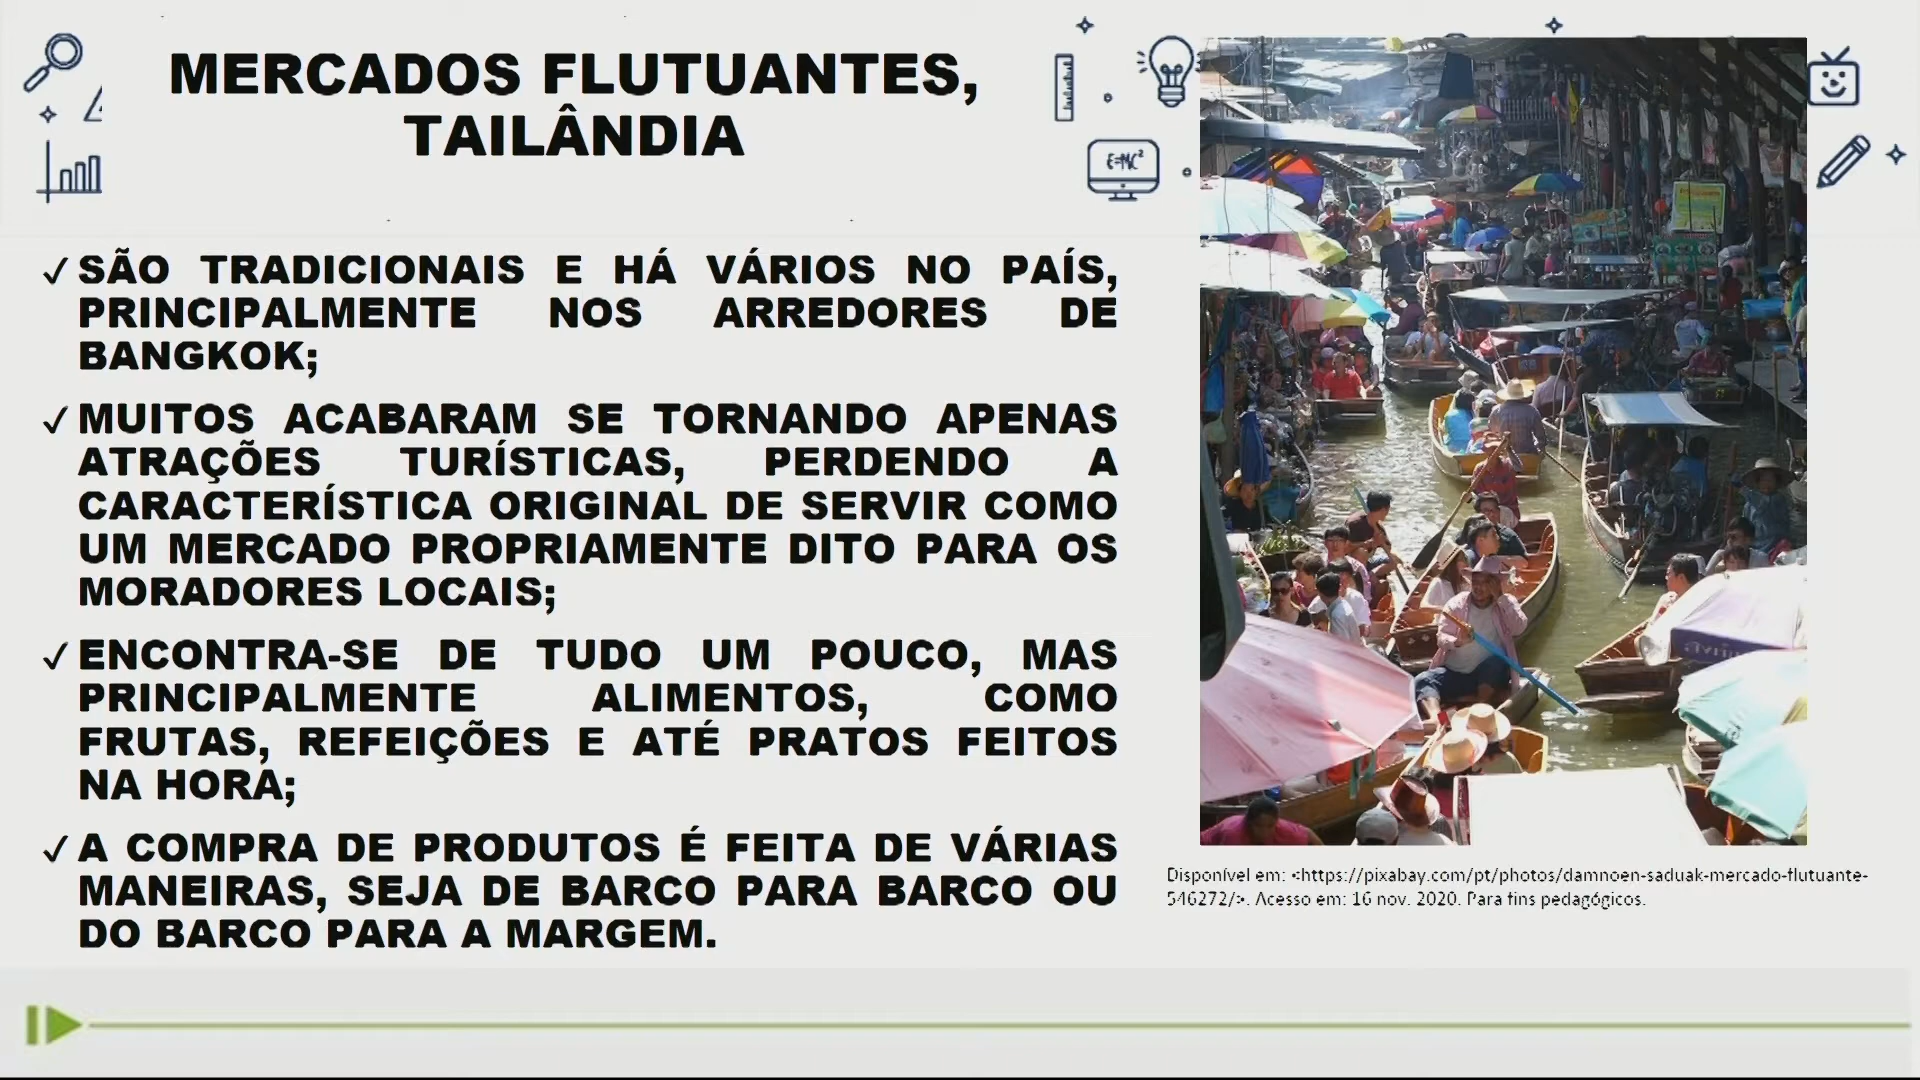 MERCADOS FLUTUANTES,
TAILÂNDIA
E=MC²
✓ SÃO TRADICIONAIS E HÁ VÁRIOS NO PAÍS,
PRINCIPALMENTE NOS ARREDORES DE
BANGKOK;
✓ MUITOS ACABARAM SE TORNANDO APENAS
ATRAÇÕES TURÍSTICAS, PERDENDO A
CARACTERÍSTICA ORIGINAL DE SERVIR COMO
UM MERCADO PROPRIAMENTE DITO PARA OS
MORADORES LOCAIS;
✓ ENCONTRA-SE DE TUDO UM POUCO, MAS
PRINCIPALMENTE ALIMENTOS, COMO
FRUTAS, REFEIÇÕES E ATÉ PRATOS FEITOS
NA HORA;
✓ A COMPRA DE PRODUTOS É FEITA DE VÁRIAS
MANEIRAS, SEJA DE BARCO PARA BARCO OU
DO BARCO PARA A MARGEM.
Disponível em: <https://pixabay.com/pt/photos/damnoen-saduak-mercado-flutuante-
546272/>. Acesso em: 16 nov. 2020. Para fins pedagógicos.